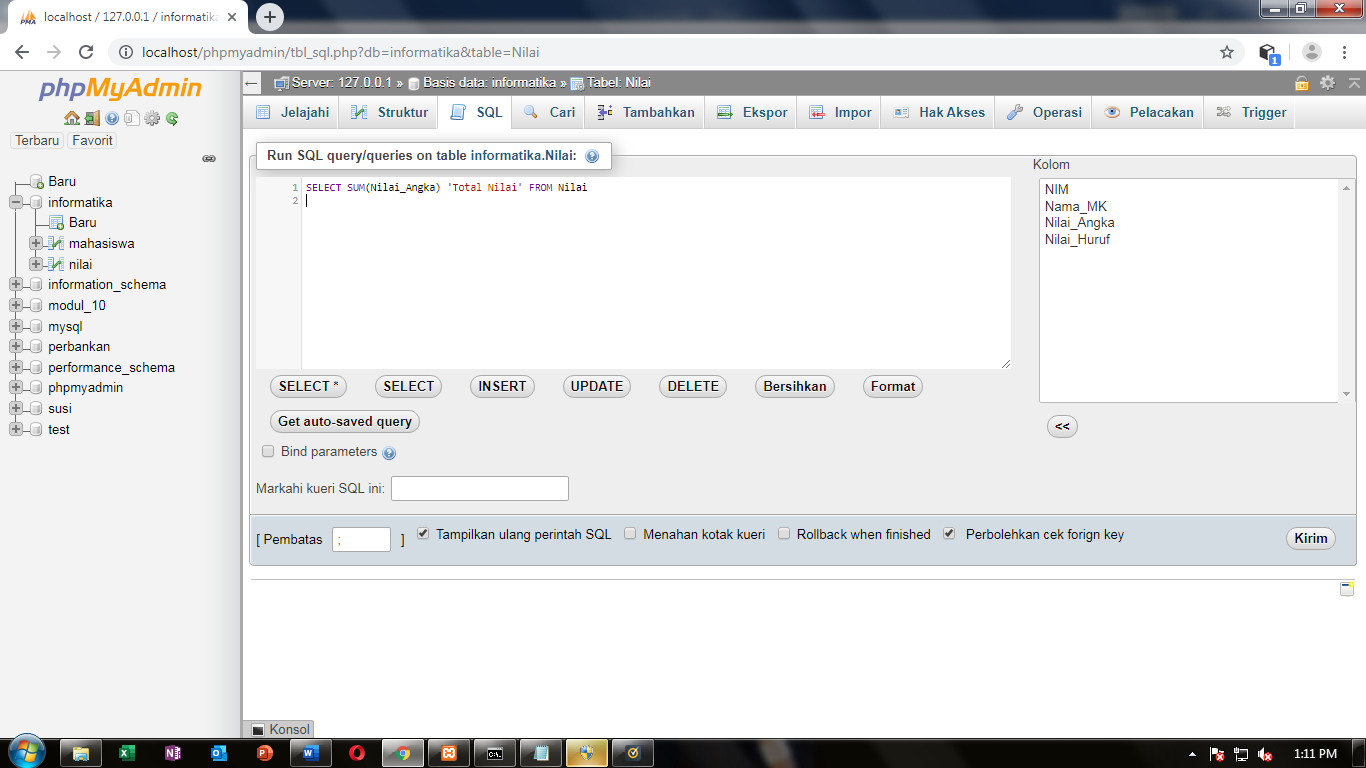 localhost / 127.0.0.1 / informatika
localhost/phpmyadmin/tbl_sql.php?db=informatika&table=Nilai
1
phpMyAdmin
Terbaru Favorit
Baru
informatika
Baru
mahasiswa
nilai
information_schema
modul_10
mysql
perbankan
performance_schema
phpmyadmin
susi
test
Server: 127.0.0.1 » Basis data: informatika » Tabel: Nilai
Jelajahi Struktur SQL Cari Tambahkan Ekspor Impor Hak Akses Operasi Pelacakan Trigger
Run SQL query/queries on table informatika.Nilai:
1 SELECT SUM(Nilai_Angka) 'Total Nilai' FROM Nilai
2
Kolom
NIM
Nama_MK
Nilai_Angka
Nilai_Huruf
<<
SELECT * SELECT INSERT UPDATE DELETE Bersihkan Format
Get auto-saved query
Bind parameters
Markahi kueri SQL ini:
[ Pembatas ; ] Tampilkan ulang perintah SQL Menahan kotak kueri Rollback when finished Perbolehkan cek forign key Kirim
Konsol
1:11 PM